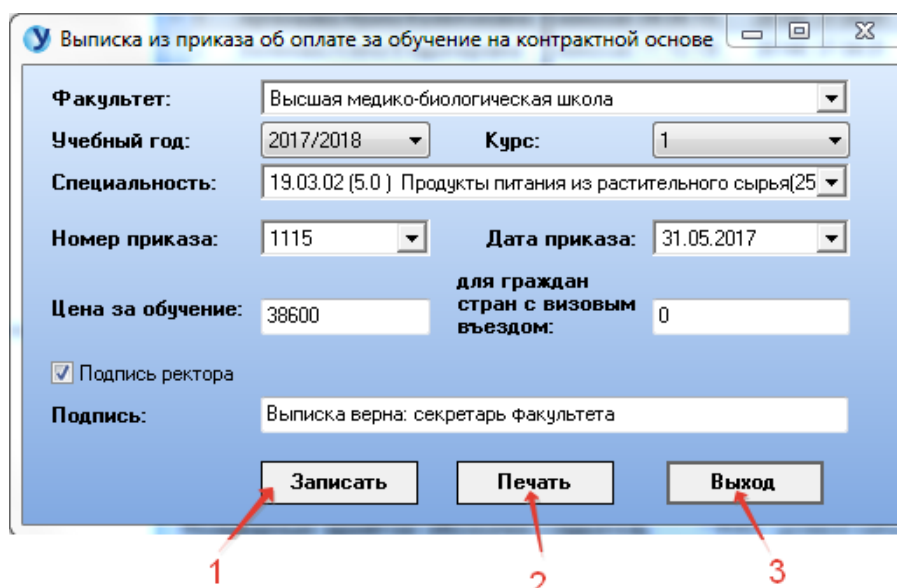 Выписка из приказа об оплате за обучение на контрактной основе
Факультет: Высшая медико-биологическая школа
Учебный год: 2017/2018 Курс: 1
Специальность: 19.03.02 (5.0 ) Продукты питания из растительного сырья(25
Номер приказа: 1115 Дата приказа: 31.05.2017
Цена за обучение: 38600
для граждан
стран с визовым
въездом: 0
Подпись ректора
Подпись: Выписка верна: секретарь факультета
Записать Печать Выход
1 2 3